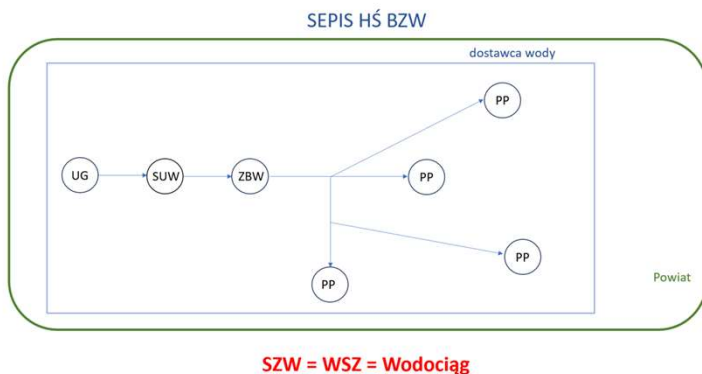 SEPIS HŚ BZW
dostawca wody
PP
UG
SUW
ZBW
PP
PP
PP
Powiat
SZW = WSZ = Wodociąg